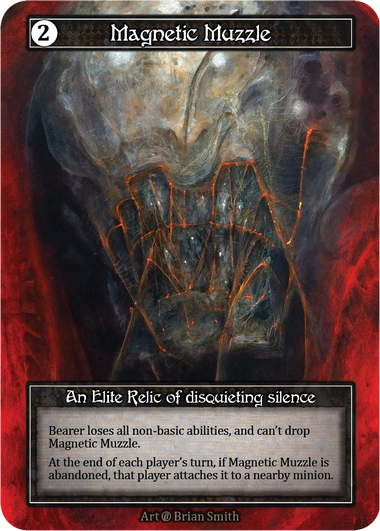 2
Magnetic Muzzle
An Elite Relic of disquieting silence
Bearer loses all non-basic abilities, and can't drop
Magnetic Muzzle.
At the end of each player's turn, if Magnetic Muzzle is
abandoned, that player attaches it to a nearby minion.
Art @ Brian Smith